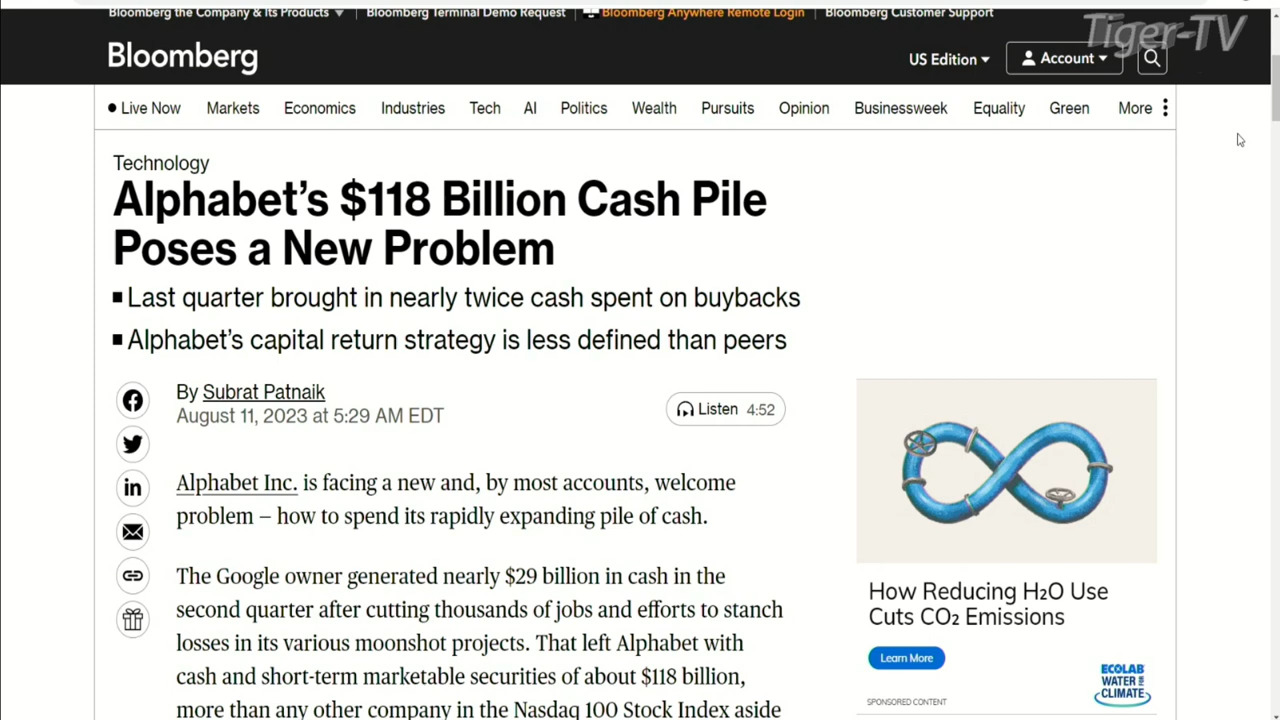 Bloomberg the Company & Its Products ▼ Bloomberg Terminal Demo Request Bloomberg Anywhere Remote Login Bloomberg Customer Support
Tiger-TV
Bloomberg
US Edition ▾ Account ▾
Live Now Markets Economics Industries Tech AI Politics Wealth Pursuits Opinion Businessweek Equality Green More
Technology
Alphabet's $118 Billion Cash Pile
Poses a New Problem
■ Last quarter brought in nearly twice cash spent on buybacks
■ Alphabet's capital return strategy is less defined than peers
By Subrat Patnaik
August 11, 2023 at 5:29 AM EDT
Listen 4:52
Alphabet Inc. is facing a new and, by most accounts, welcome
problem – how to spend its rapidly expanding pile of cash.
The Google owner generated nearly $29 billion in cash in the
second quarter after cutting thousands of jobs and efforts to stanch
losses in its various moonshot projects. That left Alphabet with
cash and short-term marketable securities of about $118 billion,
more than any other company in the Nasdaq 100 Stock Index aside
How Reducing H₂O Use
Cuts CO₂ Emissions
Learn More
ECOLAB
WATER FOR
CLIMATE
SPONSORED CONTENT